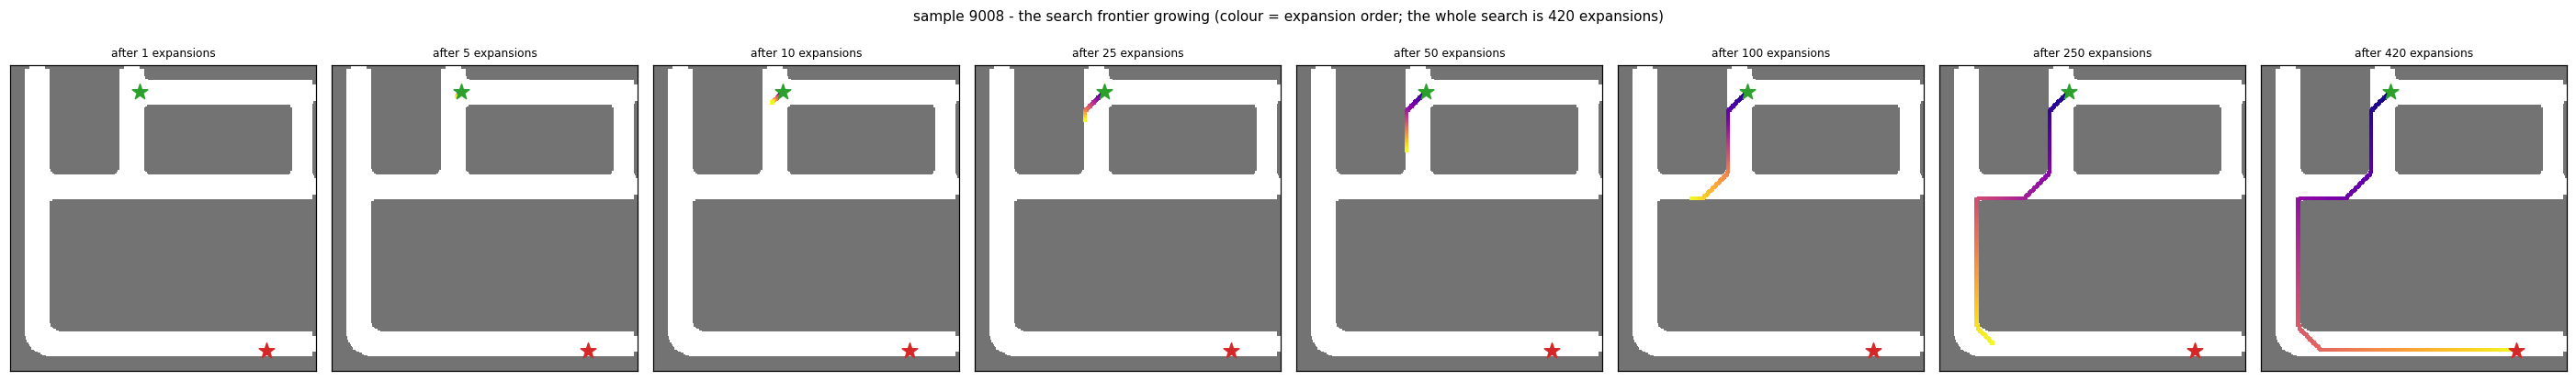 sample 9008 - the search frontier growing (colour = expansion order; the whole search is 420 expansions)
after 1 expansions
after 5 expansions
after 10 expansions
after 25 expansions
after 50 expansions
after 100 expansions
after 250 expansions
after 420 expansions